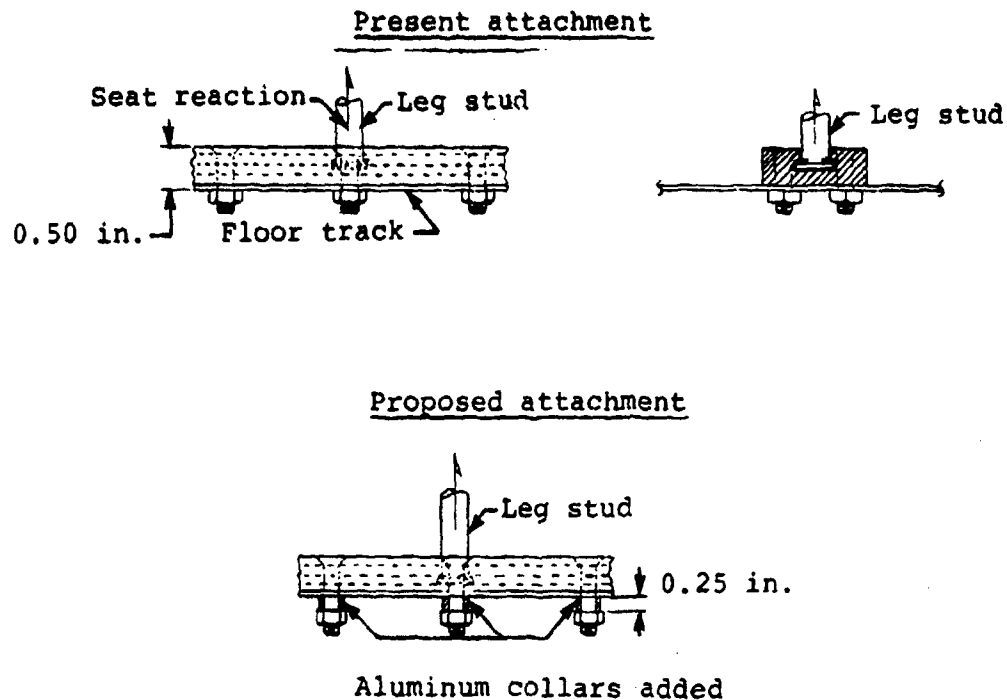 Present attachment
Seat reaction
Leg stud
Leg stud
0.50 in.
Floor track
Proposed attachment
Leg stud
0.25 in.
Aluminum collars added